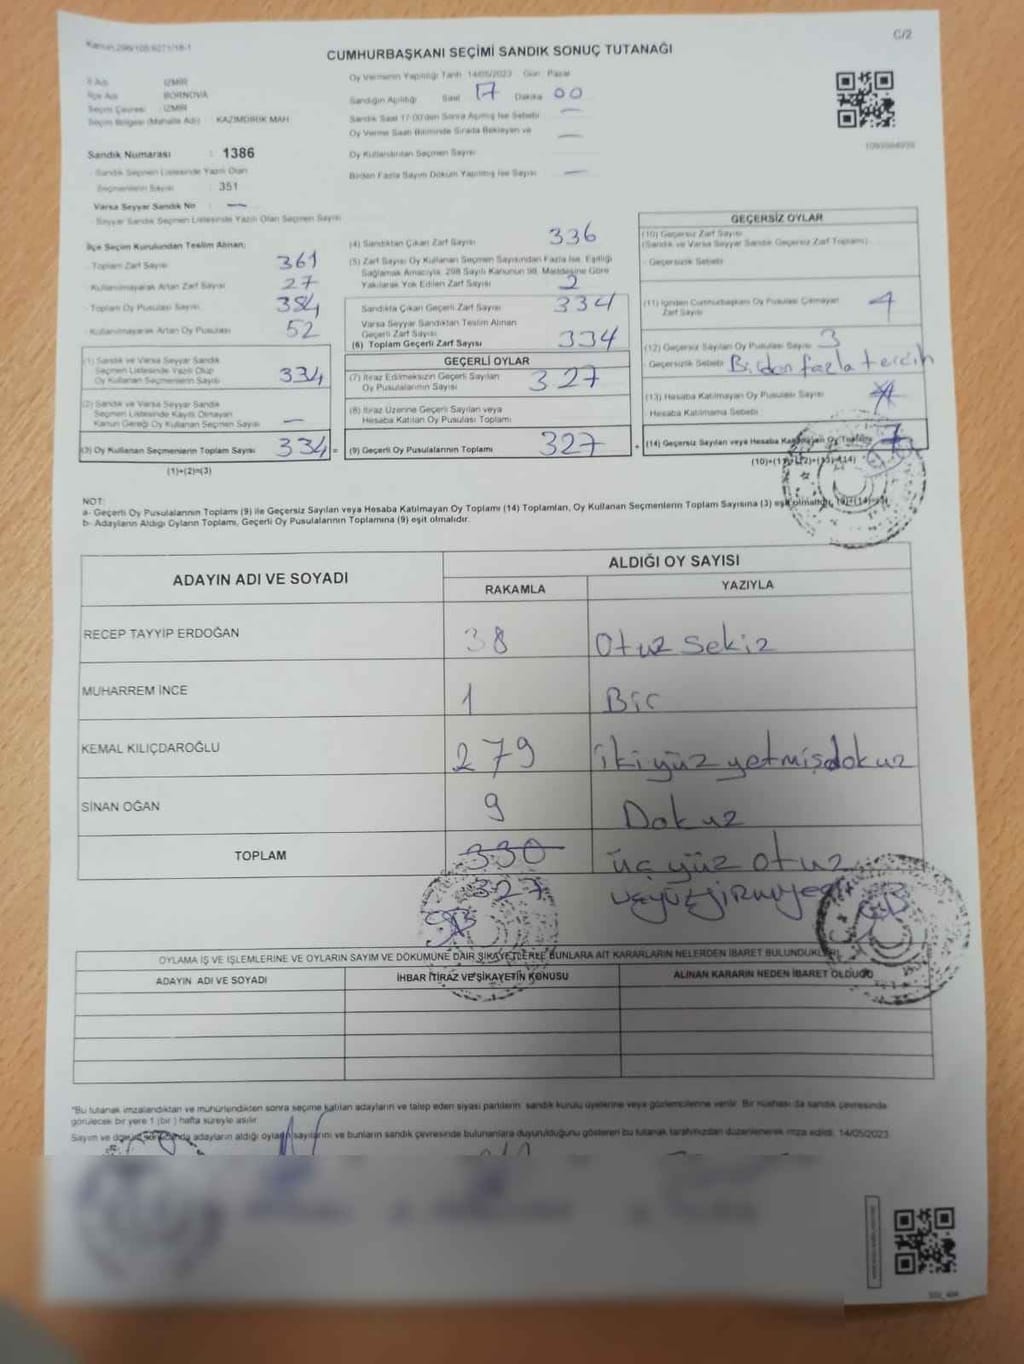 C/2
CUMHURBAŞKANI SEÇİMİ SANDIK SONUÇ TUTANAĞI
İl Adı : İZMİR
İlçe Adı : BORNOVA
Seçim Çevresi : İZMİR
Seçim Bölgesi (Mahalle Adı) : KAZIMDİRİK MAH
Sandık Numarası : 1386
Sandık Seçmen Listesinde Yazılı Olan
Seçmenlerin Sayısı : 351
Varsa Seyyar Sandık No : —
Seyyar Sandık Seçmen Listesinde Yazılı Olan Seçmen Sayısı
Oy Vermenin Yapıldığı Tarih 14/05/2023 Gün Pazar
Sandığın Açılışı Saat 17 Dakika 00
Sandık Saat 17:00'den Sonra Açılmış İse Sebebi —
Oy Verme Saati Bitiminde Sırada Bekleyen ve —
Oy Kullandırılan Seçmen Sayısı
Birden Fazla Sayım Döküm Yapılmış İse Sayısı —
İlçe Seçim Kurulundan Teslim Alınan;
Toplam Zarf Sayısı 361
Kullanılmayarak Artan Zarf Sayısı 27
Toplam Oy Pusulası Sayısı
Kullanılmayarak Artan Oy Pusulası 52
(1) Sandık ve Varsa Seyyar Sandık
Seçmen Listesinde Yazılı Olup
Oy Kullanan Seçmenlerin Sayısı 334
(2) Sandık ve Varsa Seyyar Sandık
Seçmen Listesinde Kayıtlı Olmayan
Kanun Gereği Oy Kullanan Seçmen Sayısı —
(3) Oy Kullanan Seçmenlerin Toplam Sayısı 334 =
(1)+(2)=(3)
(4) Sandıktan Çıkan Zarf Sayısı 336
(5) Zarf Sayısı Oy Kullanan Seçmen Sayısından Fazla İse, Eşitliği
Sağlamak Amacıyla, 298 Sayılı Kanunun 98. Maddesine Göre
Yakılarak Yok Edilen Zarf Sayısı 2
Sandıkta Çıkan Geçerli Zarf Sayısı 334
Varsa Seyyar Sandıktan Teslim Alınan
Geçerli Zarf Sayısı
(6) Toplam Geçerli Zarf Sayısı 334
GEÇERLİ OYLAR
(7) İtiraz Edilmeksizin Geçerli Sayılan
Oy Pusulalarının Sayısı 327
(8) İtiraz Üzerine Geçerli Sayılan veya
Hesaba Katılan Oy Pusulası Toplamı
(9) Geçerli Oy Pusulalarının Toplamı 327 +
GEÇERSİZ OYLAR
(10) Geçersiz Zarf Sayısı
(Sandık ve Varsa Seyyar Sandık Geçersiz Zarf Toplamı)
Geçersizlik Sebebi
(11) İçinden Cumhurbaşkanı Oy Pusulası Çıkmayan
Zarf Sayısı 4
(12) Geçersiz Sayılan Oy Pusulası Sayısı 3
Geçersizlik Sebebi Birden fazla tercih
(13) Hesaba Katılmayan Oy Pusulası Sayısı
Hesaba Katılmama Sebebi
(14) Geçersiz Sayılan veya Hesaba Katılmayan Oy Toplamı 7
(10)+(11)+(12)+(13)=(14)
NOT:
a- Geçerli Oy Pusulalarının Toplamı (9) ile Geçersiz Sayılan veya Hesaba Katılmayan Oy Toplamı (14) Toplamları, Oy Kullanan Seçmenlerin Toplam Sayısına (3) eşit olmalıdır.
b- Adayların Aldığı Oyların Toplamı, Geçerli Oy Pusulalarının Toplamına (9) eşit olmalıdır.
ADAYIN ADI VE SOYADI
ALDIĞI OY SAYISI
RAKAMLA YAZIYLA
RECEP TAYYİP ERDOĞAN 38 Otuz sekiz
MUHARREM İNCE 1 Bir
KEMAL KILIÇDAROĞLU 279 ikiyüz yetmişdokuz
SİNAN OĞAN 9 Dokuz
TOPLAM 330 üç yüz otuz
327 üçyüzyirmiyedi
OYLAMA İŞ VE İŞLEMLERİNE VE OYLARIN SAYIM VE DÖKÜMÜNE DAİR ŞİKAYETLERLE BUNLARA AİT KARARLARIN NELERDEN İBARET BULUNDUKLERİ
ADAYIN ADI VE SOYADI
İHBAR İTİRAZ VE ŞİKAYETİN KONUSU
ALINAN KARARIN NEDEN İBARET OLDUĞU
"Bu tutanak imzalandıktan ve mühürlendikten sonra seçime katılan adayların ve talep eden siyasi partilerin sandık kurulu üyelerine veya gözlemcilerine verilir. Bir nüshası da sandık çevresinde
görülecek bir yere 1 (bir) hafta süreyle asılır.
Sayım ve döküm sonunda adayların aldığı oyların sayılarını ve bunların sandık çevresinde bulunanlara duyurulduğunu gösteren bu tutanak tarafımızdan düzenlenerek imza edildi. 14/05/2023